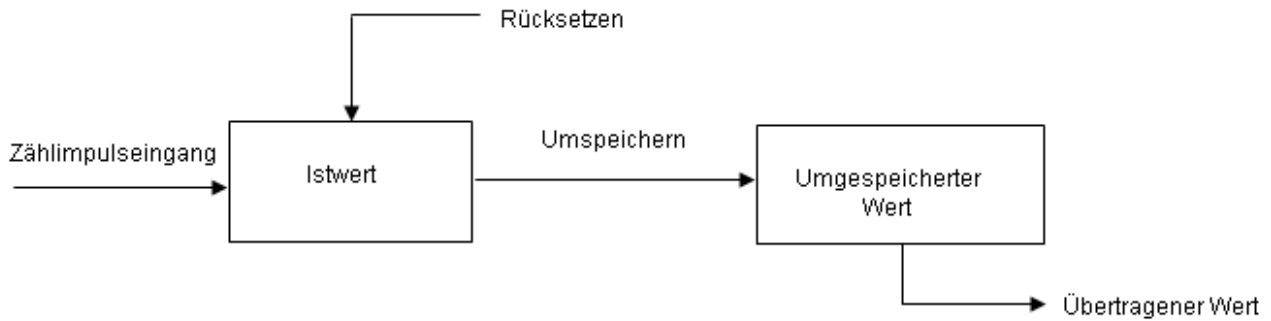 Rücksetzen
Zählimpulseingang
Istwert
Umspeichern
Umgespeicherter
Wert
Übertragener Wert